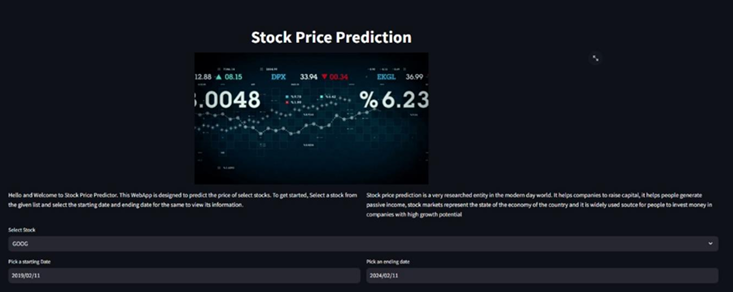 Stock Price Prediction
12.88 ▲ 08.15 DPX 33.94 ▼ 08.34 EKGL 36.99
3.0048 % 6.23
Hello and Welcome to Stock Price Predictor. This WebApp is designed to predict the price of select stocks. To get started, Select a stock from
the given list and select the starting date and ending date for the same to view its information.
Stock price prediction is a very researched entity in the modern day world. It helps companies to raise capital, it helps people generate
passive income, stock markets represent the state of the economy of the country and it is widely used source for people to invest money in
companies with high growth potential
Select Stock
GOOG
Pick a starting Date
2019/02/11
Pick an ending date
2024/02/11